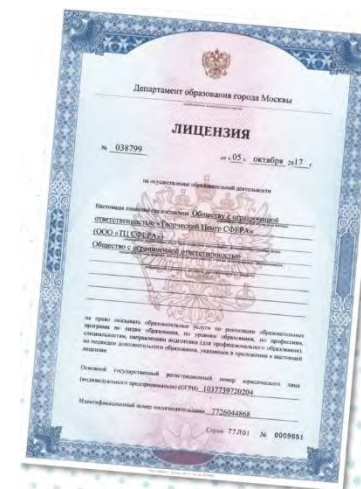 Департамент образования города Москвы
ЛИЦЕНЗИЯ
№ 038799
от « 05 » октября 2017 г
на осуществление образовательной деятельности
Настоящая лицензия предоставлена Общество с ограниченной
ответственностью «Творческий Центр СФЕРА»
(ООО «ТЦ СФЕРА»)
Общество с ограниченной ответственностью
на право оказывать образовательные услуги по реализации образовательных
программ по видам образования, по уровням образования, по профессиям,
специальностям, направлениям подготовки (для профессионального образования),
по подвидам дополнительного образования, указанным в приложении к настоящей
лицензии
Основной государственный регистрационный номер юридического лица
(индивидуального предпринимателя) (ОГРН) 1037739720204
Идентификационный номер налогоплательщика 7726044868
Серия 77Л01 № 0009651